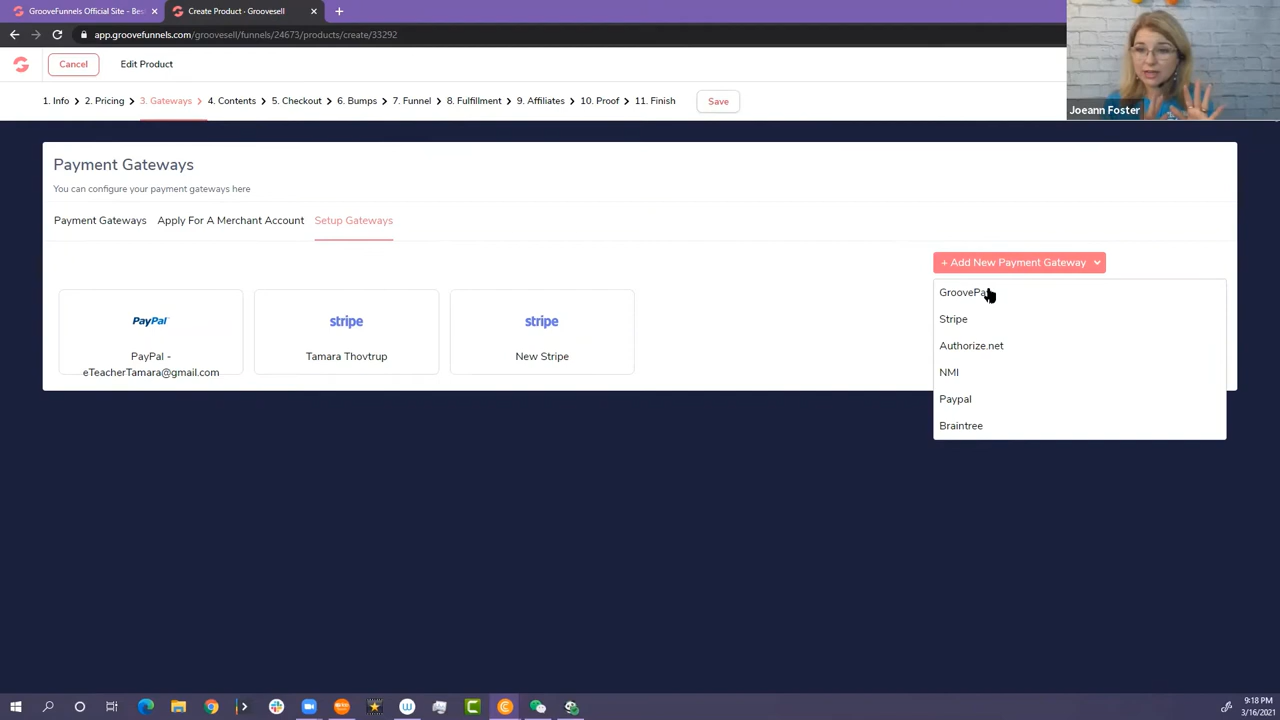 GrooveFunnels Official Site - Bes
Create Product - Groovesell
app.groovefunnels.com/groovesell/funnels/24673/products/create/33292
Cancel
Edit Product
1. Info
2. Pricing
3. Gateways
4. Contents
5. Checkout
6. Bumps
7. Funnel
8. Fulfillment
9. Affiliates
10. Proof
11. Finish
Save
Joeann Foster
Payment Gateways
You can configure your payment gateways here
Payment Gateways
Apply For A Merchant Account
Setup Gateways
+ Add New Payment Gateway
GroovePa
Stripe
Authorize.net
NMI
Paypal
Braintree
PayPal
PayPal -
eTeacherTamara@gmail.com
stripe
Tamara Thovtrup
stripe
New Stripe
9:18 PM
3/16/2021